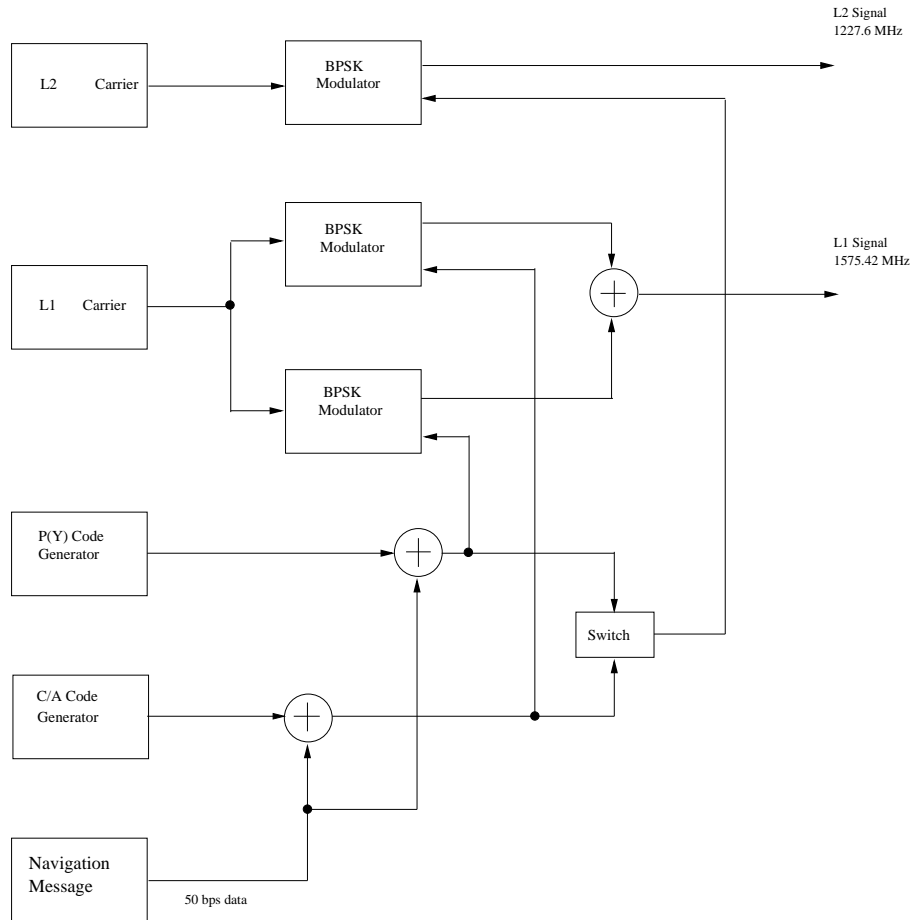 L2 Signal
1227.6 MHz
L2 Carrier
BPSK
Modulator
BPSK
Modulator
L1 Signal
1575.42 MHz
L1 Carrier
BPSK
Modulator
P(Y) Code
Generator
Switch
C/A Code
Generator
Navigation
Message
50 bps data